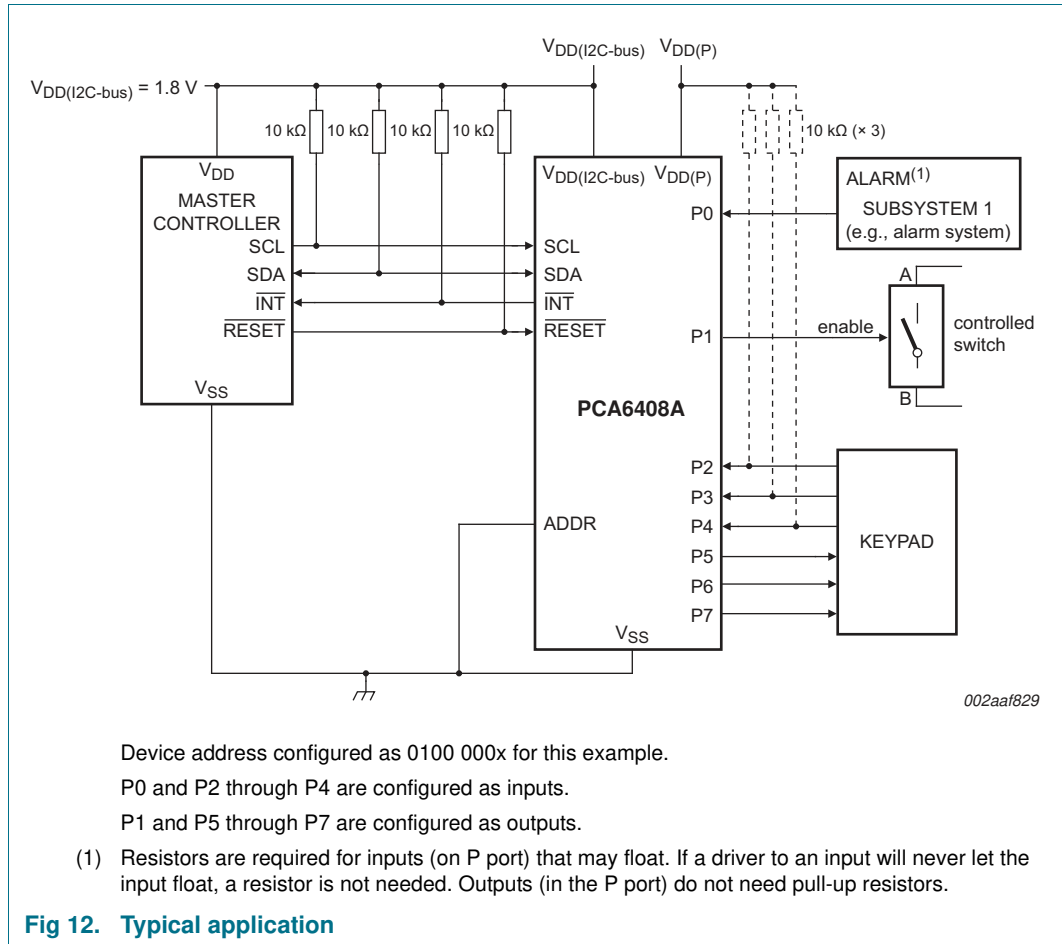 VDD(I2C-bus) VDD(P)
VDD(I2C-bus) = 1.8 V
10 kΩ 10 kΩ 10 kΩ 10 kΩ 10 kΩ (× 3)
VDD
MASTER
CONTROLLER
SCL
SDA
INT
RESET
VSS
VDD(I2C-bus) VDD(P)
SCL
SDA
INT
RESET
PCA6408A
ADDR
VSS
P0
P1
P2
P3
P4
P5
P6
P7
ALARM(1)
SUBSYSTEM 1
(e.g., alarm system)
A
enable
controlled
switch
B
KEYPAD
002aaf829
Device address configured as 0100 000x for this example.
P0 and P2 through P4 are configured as inputs.
P1 and P5 through P7 are configured as outputs.
(1) Resistors are required for inputs (on P port) that may float. If a driver to an input will never let the
input float, a resistor is not needed. Outputs (in the P port) do not need pull-up resistors.
Fig 12. Typical application